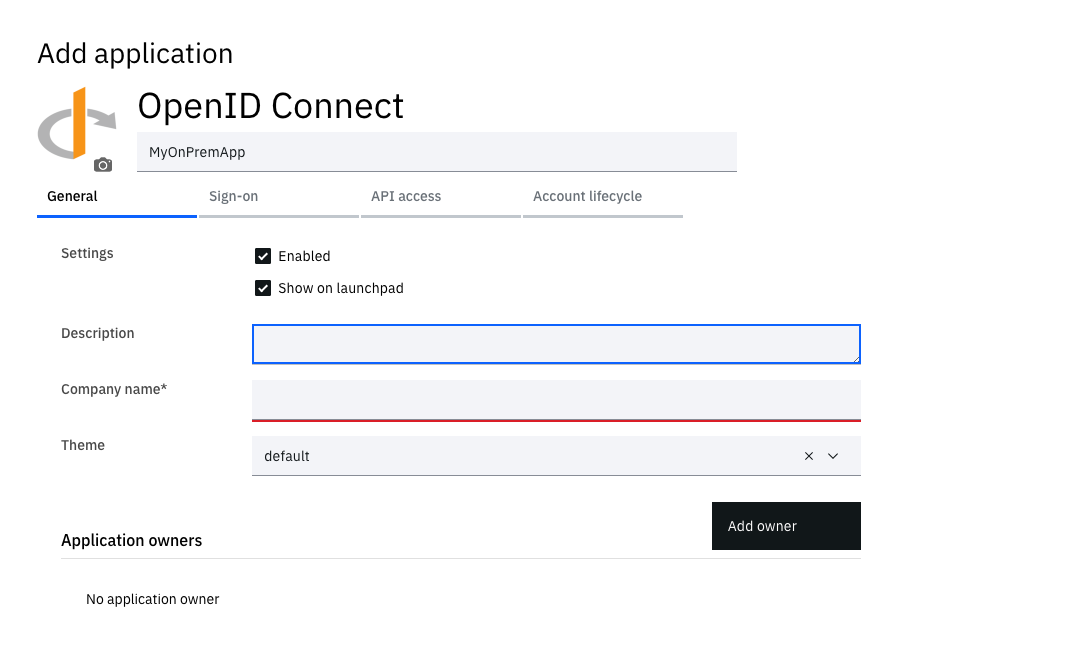 Add application
OpenID Connect
MyOnPremApp
General Sign-on API access Account lifecycle
Settings
Enabled
Show on launchpad
Description
Company name*
Theme
default
Add owner
Application owners
No application owner